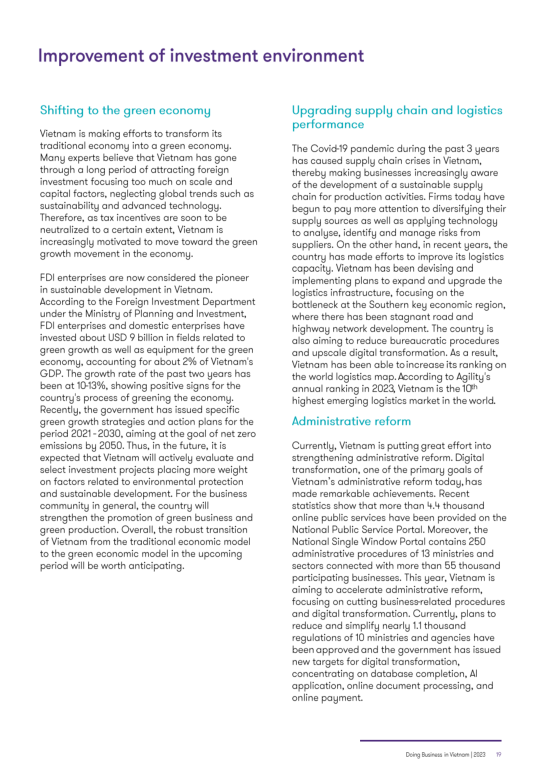 Improvement of investment environment
Shifting to the green economy
Vietnam is making efforts to transform its
traditional economy into a green economy.
Many experts believe that Vietnam has gone
through a long period of attracting foreign
investment focusing too much on scale and
capital factors, neglecting global trends such as
sustainability and advanced technology.
Therefore, as tax incentives are soon to be
neutralized to a certain extent, Vietnam is
increasingly motivated to move toward the green
growth movement in the economy.
FDI enterprises are now considered the pioneer
in sustainable development in Vietnam.
According to the Foreign Investment Department
under the Ministry of Planning and Investment,
FDI enterprises and domestic enterprises have
invested about USD 9 billion in fields related to
green growth as well as equipment for the green
economy, accounting for about 2% of Vietnam's
GDP. The growth rate of the past two years has
been at 10-13%, showing positive signs for the
country's process of greening the economy.
Recently, the government has issued specific
green growth strategies and action plans for the
period 2021 - 2030, aiming at the goal of net zero
emissions by 2050. Thus, in the future, it is
expected that Vietnam will actively evaluate and
select investment projects placing more weight
on factors related to environmental protection
and sustainable development. For the business
community in general, the country will
strengthen the promotion of green business and
green production. Overall, the robust transition
of Vietnam from the traditional economic model
to the green economic model in the upcoming
period will be worth anticipating.
Upgrading supply chain and logistics
performance
The Covid-19 pandemic during the past 3 years
has caused supply chain crises in Vietnam,
thereby making businesses increasingly aware
of the development of a sustainable supply
chain for production activities. Firms today have
begun to pay more attention to diversifying their
supply sources as well as applying technology
to analyse, identify and manage risks from
suppliers. On the other hand, in recent years, the
country has made efforts to improve its logistics
capacity. Vietnam has been devising and
implementing plans to expand and upgrade the
logistics infrastructure, focusing on the
bottleneck at the Southern key economic region,
where there has been stagnant road and
highway network development. The country is
also aiming to reduce bureaucratic procedures
and upscale digital transformation. As a result,
Vietnam has been able to increase its ranking on
the world logistics map. According to Agility's
annual ranking in 2023, Vietnam is the 10th
highest emerging logistics market in the world.
Administrative reform
Currently, Vietnam is putting great effort into
strengthening administrative reform. Digital
transformation, one of the primary goals of
Vietnam's administrative reform today, has
made remarkable achievements. Recent
statistics show that more than 4.4 thousand
online public services have been provided on the
National Public Service Portal. Moreover, the
National Single Window Portal contains 250
administrative procedures of 13 ministries and
sectors connected with more than 55 thousand
participating businesses. This year, Vietnam is
aiming to accelerate administrative reform,
focusing on cutting business-related procedures
and digital transformation. Currently, plans to
reduce and simplify nearly 1.1 thousand
regulations of 10 ministries and agencies have
been approved and the government has issued
new targets for digital transformation,
concentrating on database completion, AI
application, online document processing, and
online payment.
Doing Business in Vietnam | 2023 19